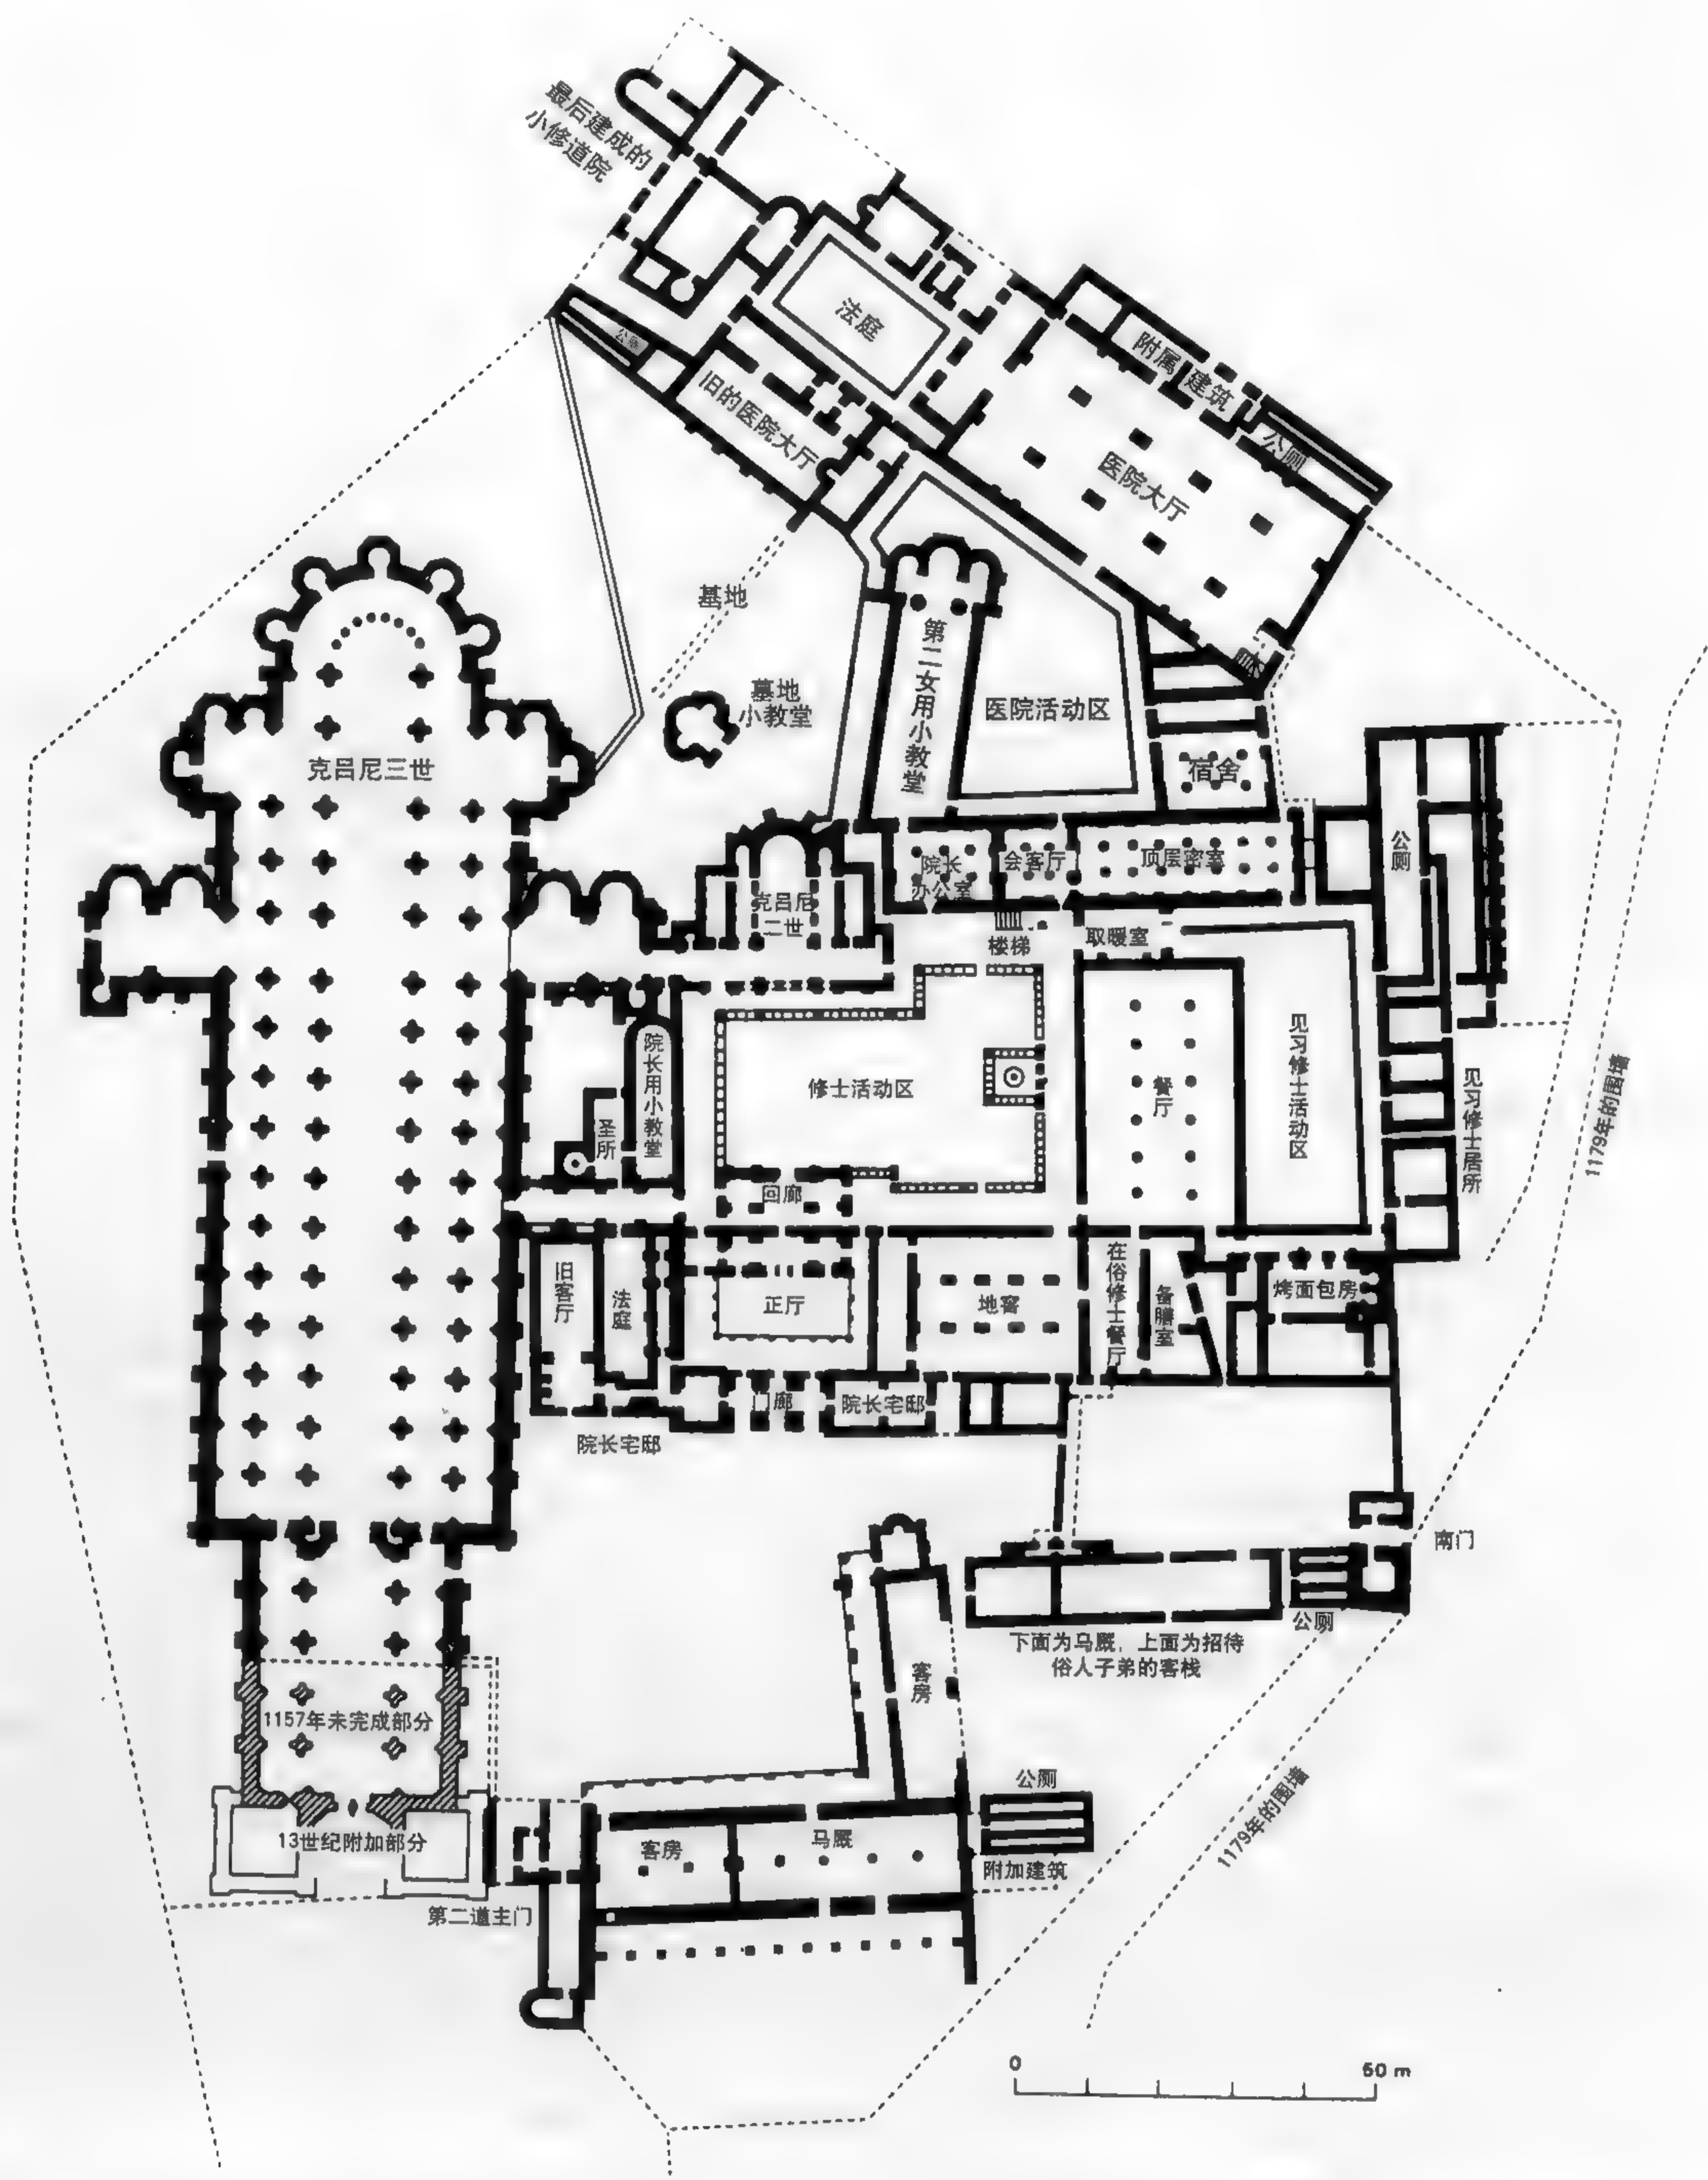 最后建成的
小修道院
法庭
附属建筑
公厕
公厕
旧的医院大厅
医院大厅
墓地
墓地
小教堂
第二女用小教堂
医院活动区
克吕尼三世
宿舍
公厕
院长
办公室
会客厅
顶层密室
克吕尼
二世
楼梯
取暖室
院长用小教堂
圣所
修士活动区
餐厅
见习修士活动区
见习修士居所
1179年的围墙
回廊
旧客厅
法庭
正厅
地窖
在俗修士餐厅
备膳室
烤面包房
门廊
院长宅邸
院长宅邸
南门
公厕
下面为马厩，上面为招待
俗人子弟的客栈
客房
1157年未完成部分
公厕
1179年的围墙
13世纪附加部分
客房
马厩
附加建筑
第二道主门
0
50 m